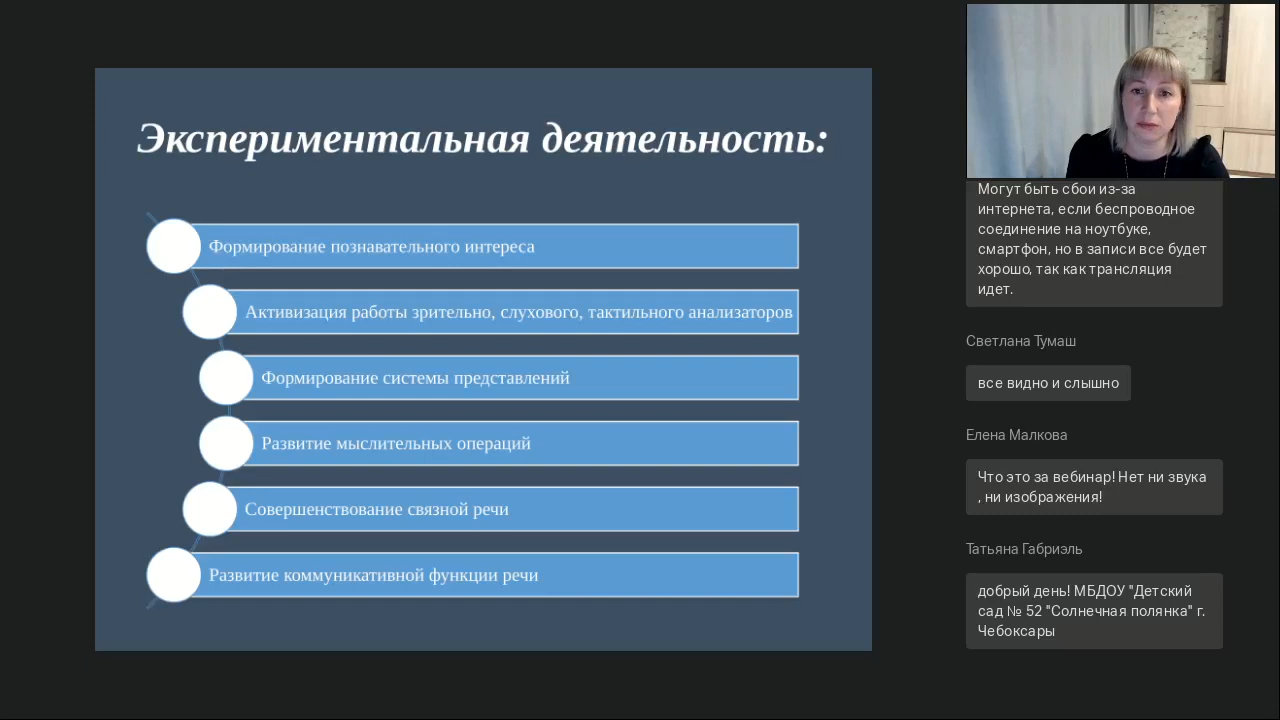 Экспериментальная деятельность:
Формирование познавательного интереса
Активизация работы зрительно, слухового, тактильного анализаторов
Формирование системы представлений
Развитие мыслительных операций
Совершенствование связной речи
Развитие коммуникативной функции речи
Могут быть сбои из-за
интернета, если беспроводное
соединение на ноутбуке,
смартфон, но в записи все будет
хорошо, так как трансляция
идет.
Светлана Тумаш
все видно и слышно
Елена Малкова
Что это за вебинар! Нет ни звука
, ни изображения!
Татьяна Габриэль
добрый день! МБДОУ "Детский
сад № 52 "Солнечная полянка" г.
Чебоксары